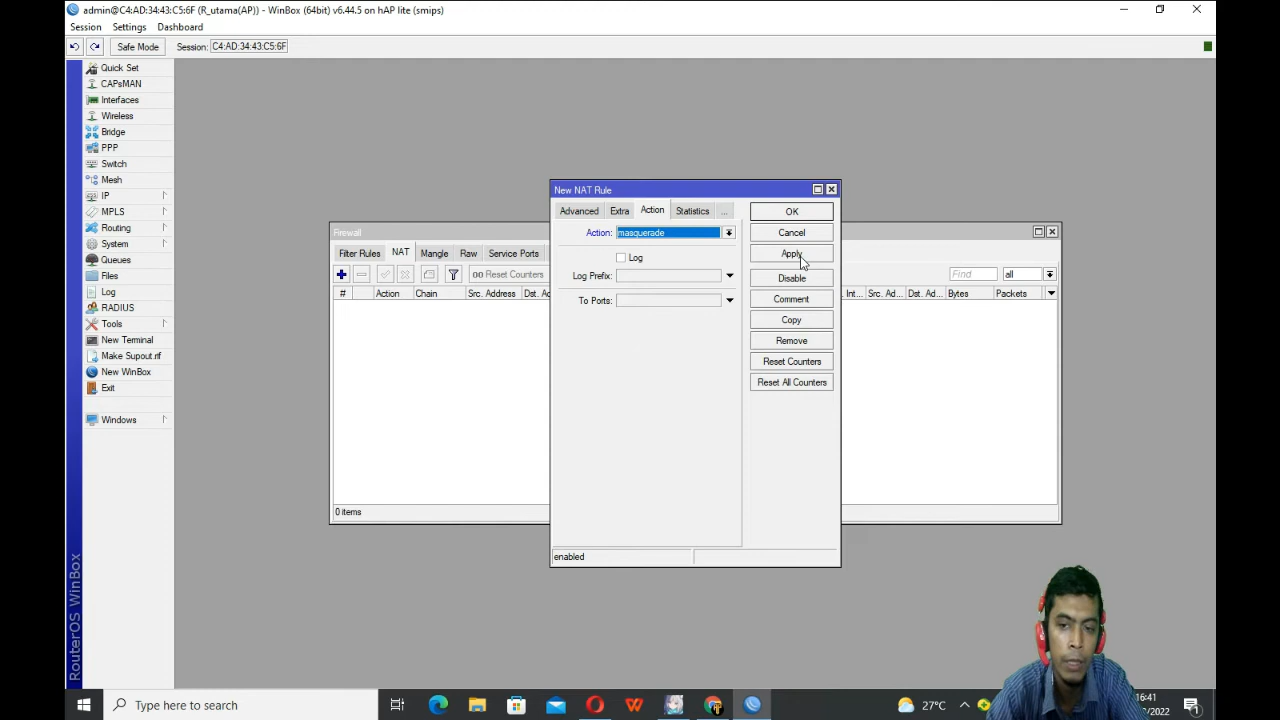 admin@C4:AD:34:43:C5:6F (R_utama(AP)) - WinBox (64bit) v6.44.5 on hAP lite (smips)
Session Settings Dashboard
Safe Mode Session: C4:AD:34:43:C5:6F
Quick Set
CAPsMAN
Interfaces
Wireless
Bridge
PPP
Switch
Mesh
IP
MPLS
Routing
System
Queues
Files
Log
RADIUS
Tools
New Terminal
Make Supout.rif
New WinBox
Exit
Windows
RouterOS WinBox
Firewall
Filter Rules NAT Mangle Raw Service Ports
00 Reset Counters
Find all
# Action Chain Src. Address Dst. Ad
Int... Src. Ad... Dst. Ad... Bytes Packets
0 items
New NAT Rule
Advanced Extra Action Statistics ...
Action: masquerade
Log
Log Prefix:
To Ports:
OK
Cancel
Apply
Disable
Comment
Copy
Remove
Reset Counters
Reset All Counters
enabled
Type here to search
27°C
16:41
/2022
1